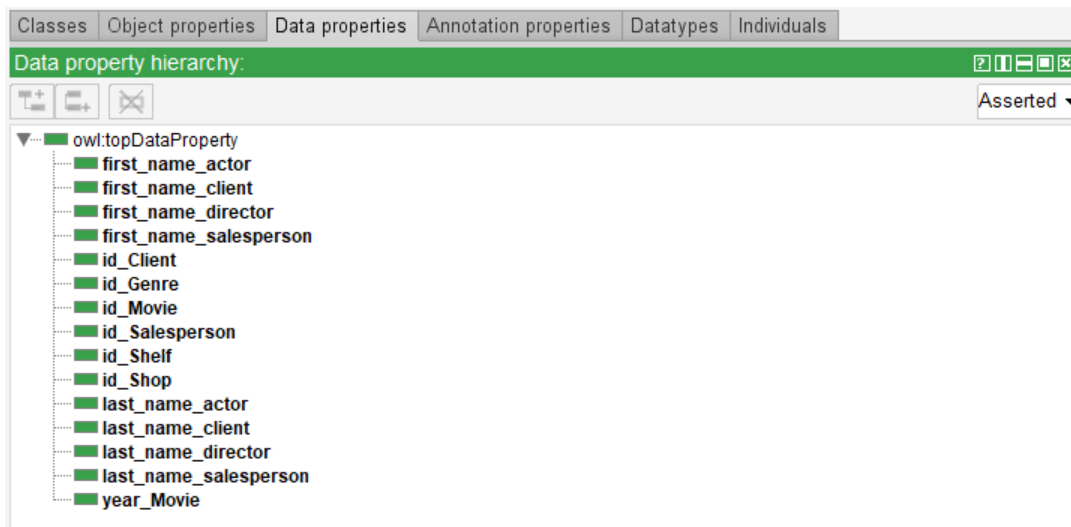 Classes Object properties Data properties Annotation properties Datatypes Individuals
Data property hierarchy:
Asserted
owl:topDataProperty
first_name_actor
first_name_client
first_name_director
first_name_salesperson
id_Client
id_Genre
id_Movie
id_Salesperson
id_Shelf
id_Shop
last_name_actor
last_name_client
last_name_director
last_name_salesperson
year_Movie